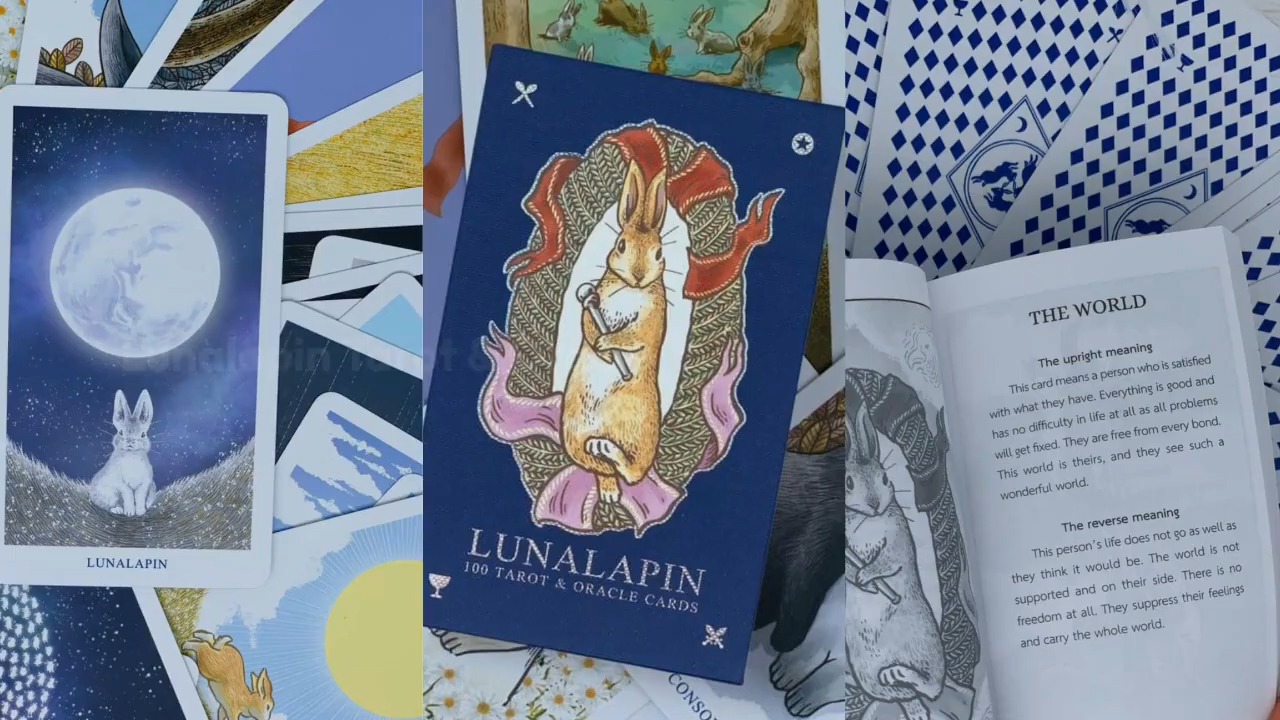 LUNALAPIN
Lunalapin Tarot &
LUNALAPIN
100 TAROT & ORACLE CARDS
CONSO
THE WORLD
The upright meaning
This card means a person who is satisfied
with what they have. Everything is good and
has no difficulty in life at all as all problems
will get fixed. They are free from every bond.
This world is theirs, and they see such a
wonderful world.
The reverse meaning
This person's life does not go as well as
they think it would be. The world is not
supported and on their side. There is no
freedom at all. They suppress their feelings
and carry the whole world.